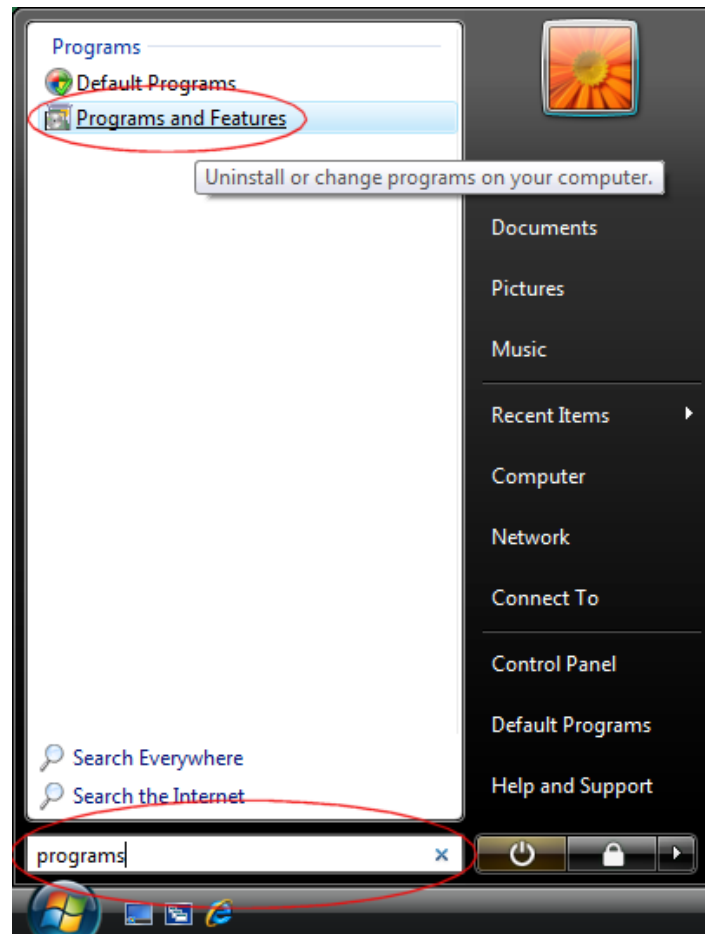 Programs
Default Programs
Programs and Features
Uninstall or change programs on your computer.
Documents
Pictures
Music
Recent Items
Computer
Network
Connect To
Control Panel
Default Programs
Help and Support
Search Everywhere
Search the Internet
programs